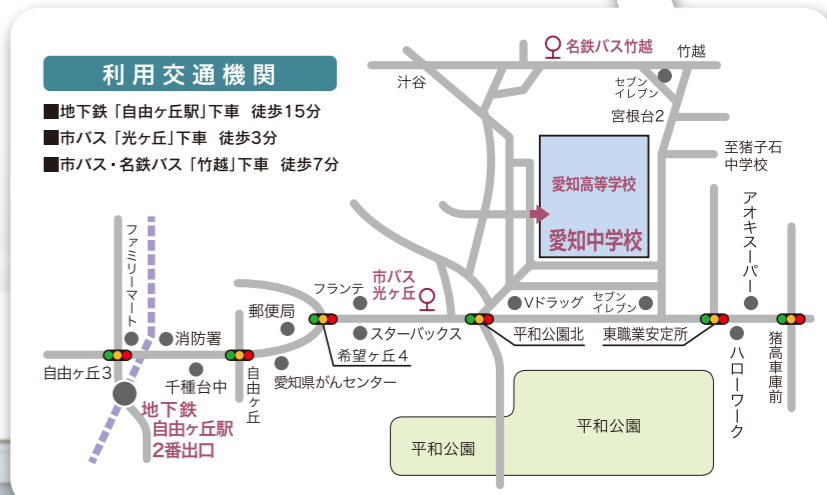 利用交通機関
■地下鉄「自由ヶ丘駅」下車 徒歩15分
■市バス「光ヶ丘」下車 徒歩3分
■市バス・名鉄バス「竹越」下車 徒歩7分
名鉄バス竹越
竹越
汁谷
セブン
イレブン
宮根台2
至猪子石
中学校
愛知高等学校
愛知中学校
アオキスーパー
ファミリーマート
市バス
光ヶ丘
フランテ
郵便局
消防署
Vドラッグ
セブン
イレブン
スターバックス
平和公園北
東職業安定所
希望ヶ丘4
自由ヶ丘3
千種台中
自由ヶ丘
愛知県がんセンター
ハローワーク
猪高車庫前
地下鉄
自由ヶ丘駅
2番出口
平和公園
平和公園